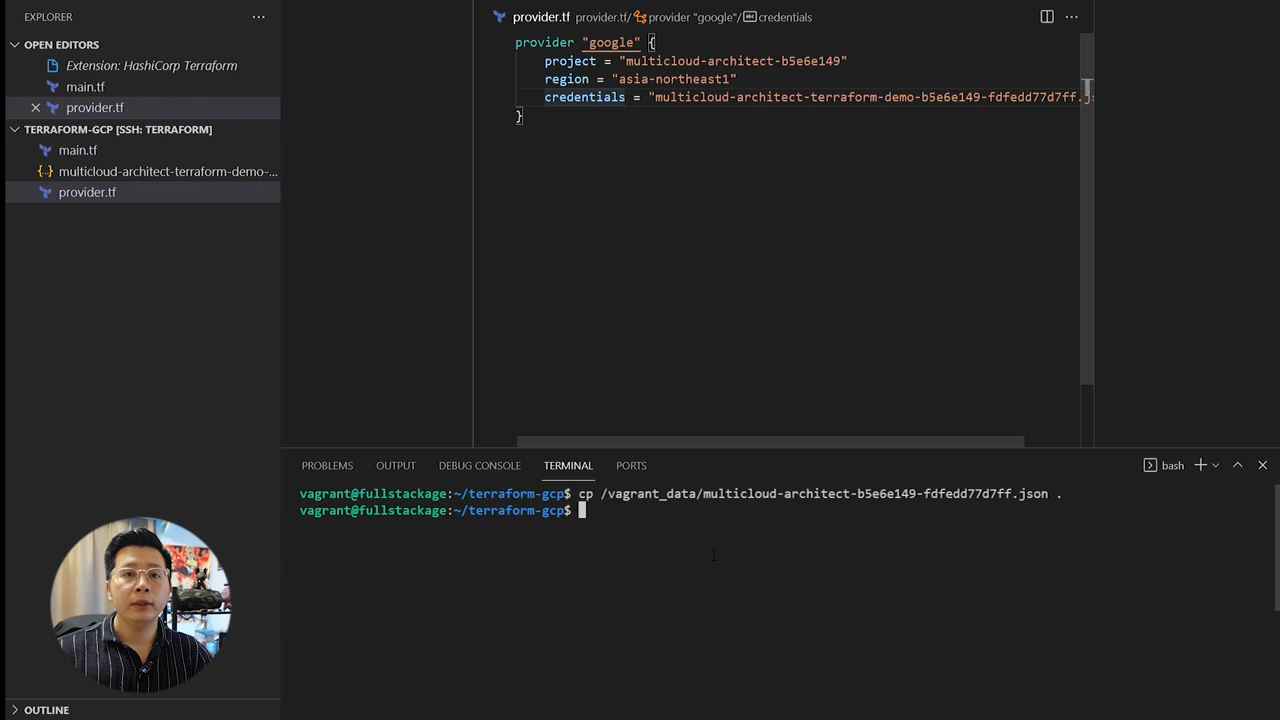 EXPLORER
OPEN EDITORS
Extension: HashiCorp Terraform
main.tf
provider.tf
TERRAFORM-GCP [SSH: TERRAFORM]
main.tf
multicloud-architect-terraform-demo-...
provider.tf
OUTLINE
provider.tf provider.tf/ provider "google"/ credentials
provider "google" {
project = "multicloud-architect-b5e6e149"
region = "asia-northeast1"
credentials = "multicloud-architect-terraform-demo-b5e6e149-fdfedd77d7ff.js
}
PROBLEMS OUTPUT DEBUG CONSOLE TERMINAL PORTS bash
vagrant@fullstackage:~/terraform-gcp$ cp /vagrant_data/multicloud-architect-b5e6e149-fdfedd77d7ff.json .
vagrant@fullstackage:~/terraform-gcp$